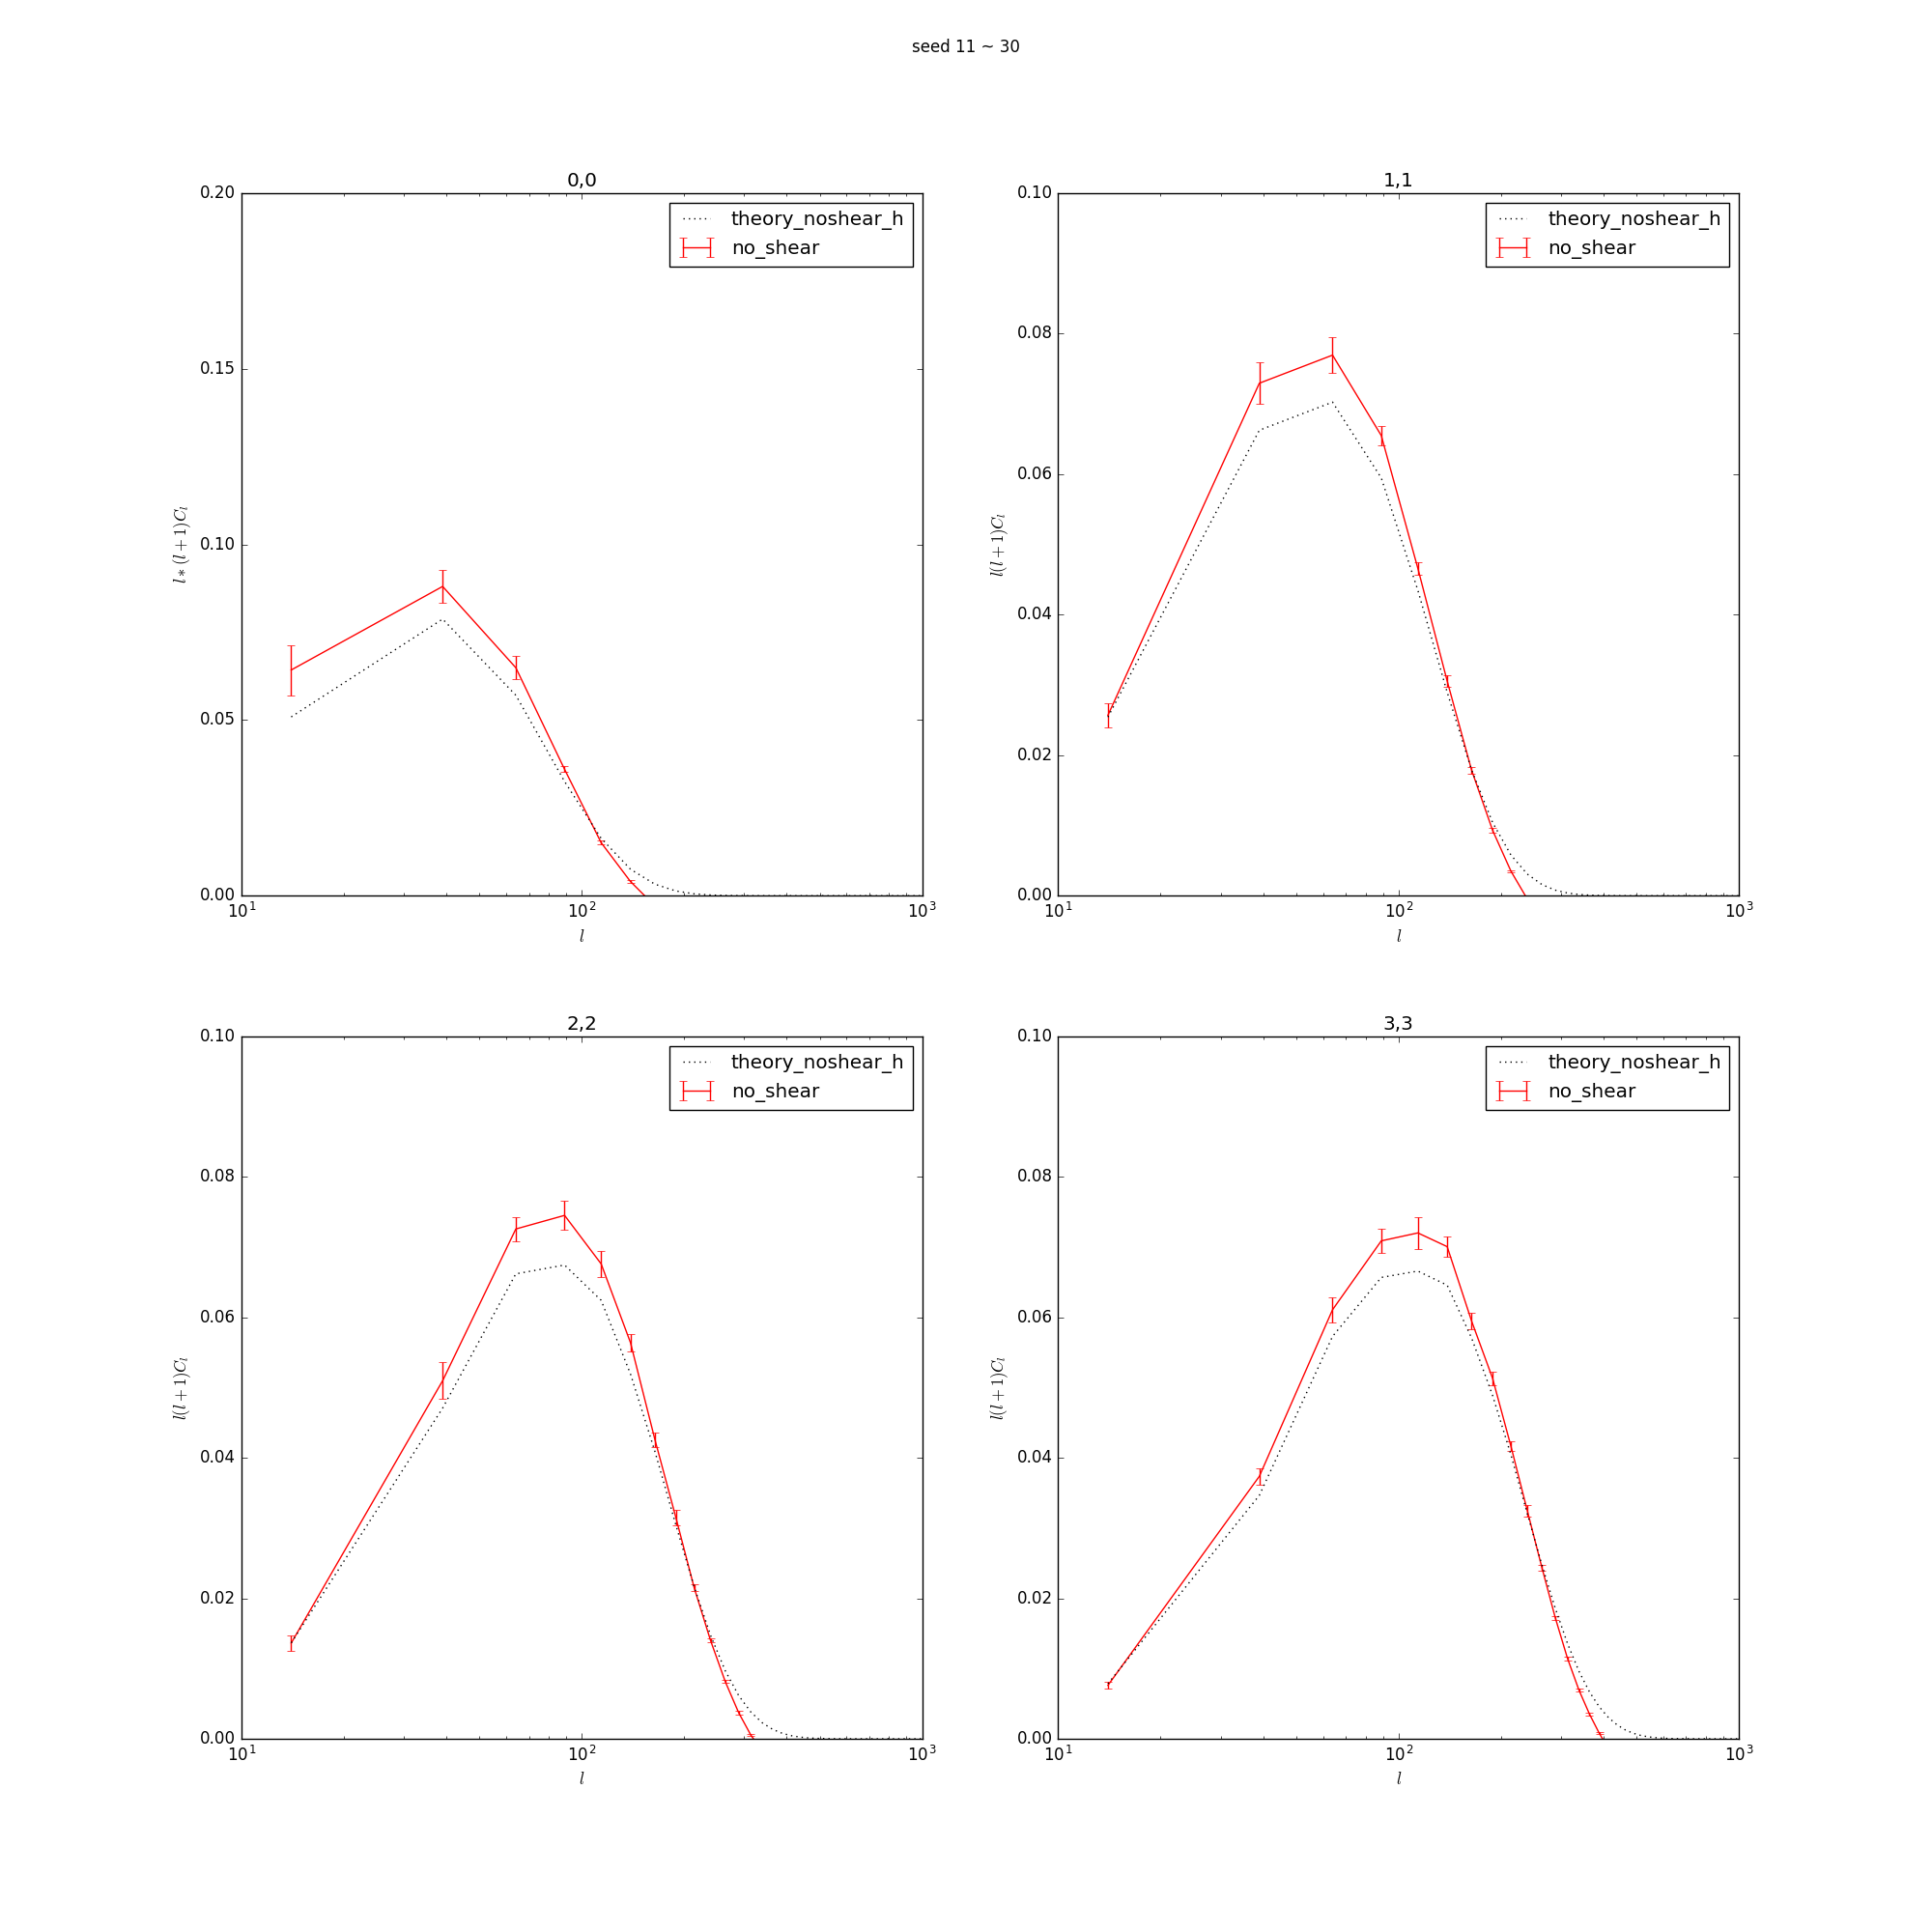 seed 11 ~ 30
0,0
theory_noshear_h
no_shear
0.20
0.15
0.10
0.05
0.00
l * (l + 1)C_l
10^1
10^2
10^3
l
1,1
theory_noshear_h
no_shear
0.10
0.08
0.06
0.04
0.02
0.00
l(l + 1)C_l
10^1
10^2
10^3
l
2,2
theory_noshear_h
no_shear
0.10
0.08
0.06
0.04
0.02
0.00
l(l + 1)C_l
10^1
10^2
10^3
l
3,3
theory_noshear_h
no_shear
0.10
0.08
0.06
0.04
0.02
0.00
l(l + 1)C_l
10^1
10^2
10^3
l